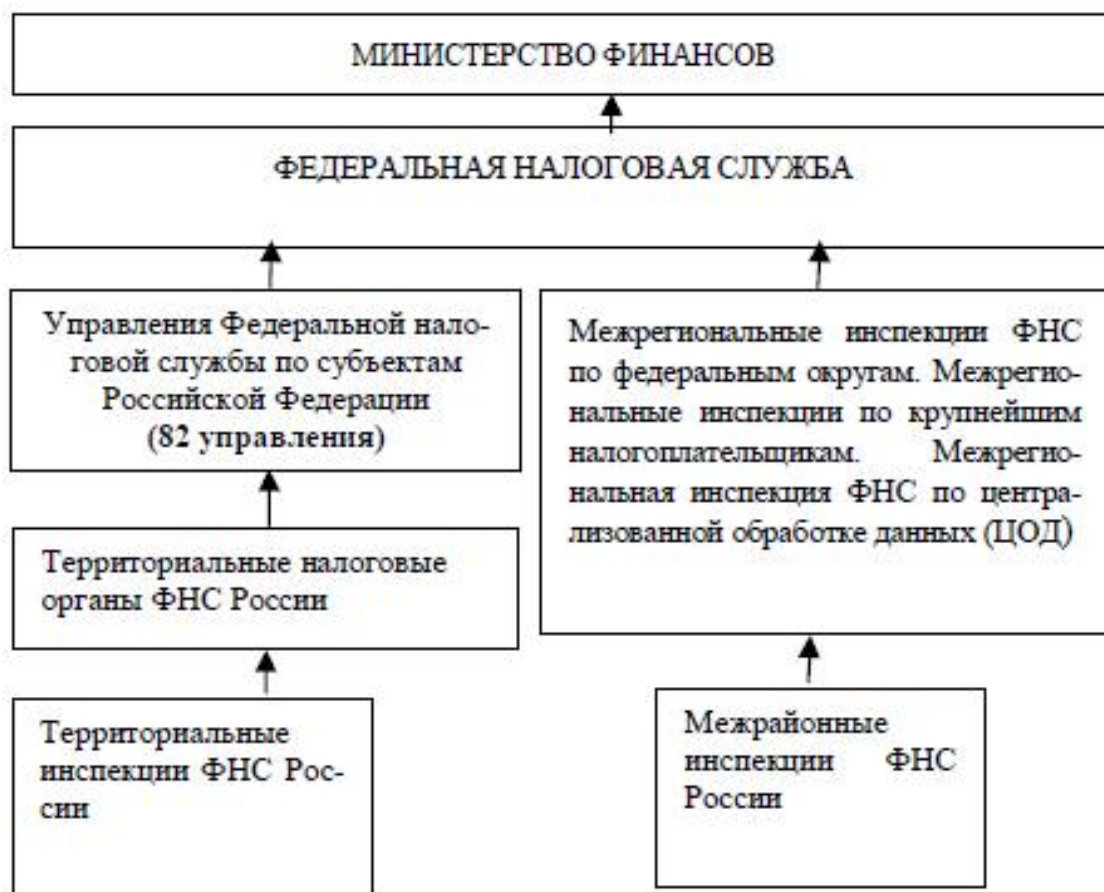 МИНИСТЕРСТВО ФИНАНСОВ
ФЕДЕРАЛЬНАЯ НАЛОГОВАЯ СЛУЖБА
Управления Федеральной нало-
говой службы по субъектам
Российской Федерации
(82 управления)
Межрегиональные инспекции ФНС
по федеральным округам. Межрегио-
нальные инспекции по крупнейшим
налогоплательщикам. Межрегио-
нальная инспекция ФНС по центра-
лизованной обработке данных (ЦОД)
Территориальные налоговые
органы ФНС России
Территориальные
инспекции ФНС Рос-
сии
Межрайонные
инспекции ФНС
России